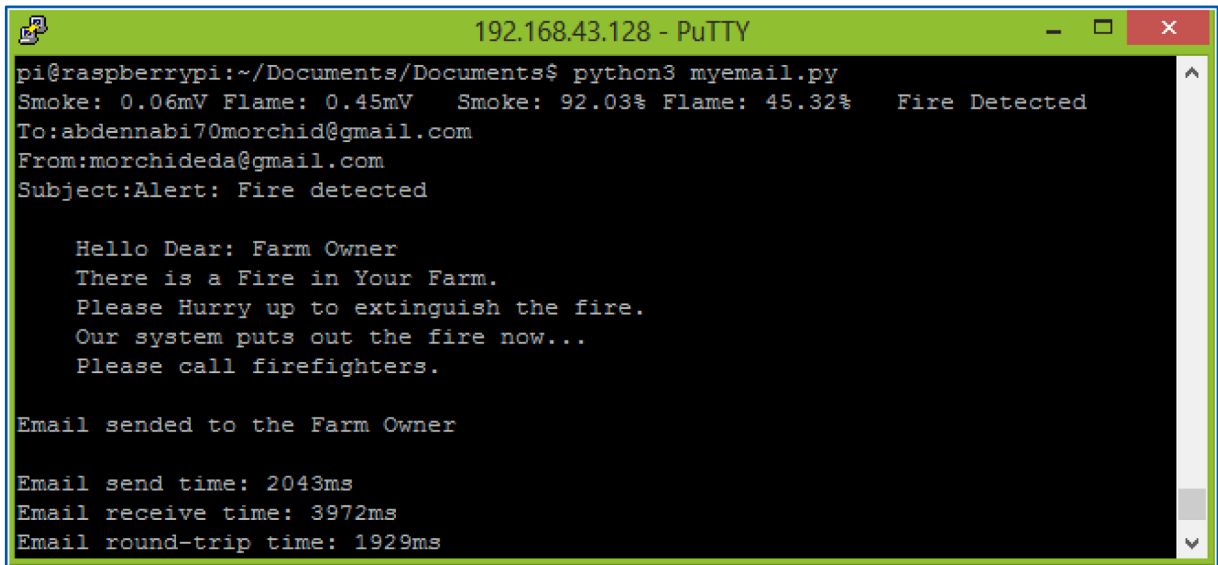 192.168.43.128 - PuTTY
pi@raspberrypi:~/Documents/Documents$ python3 myemail.py
Smoke: 0.06mV Flame: 0.45mV   Smoke: 92.03% Flame: 45.32%   Fire Detected
To:abdennabi70morchid@gmail.com
From:morchideda@gmail.com
Subject:Alert: Fire detected
Hello Dear: Farm Owner
There is a Fire in Your Farm.
Please Hurry up to extinguish the fire.
Our system puts out the fire now...
Please call firefighters.
Email sended to the Farm Owner
Email send time: 2043ms
Email receive time: 3972ms
Email round-trip time: 1929ms